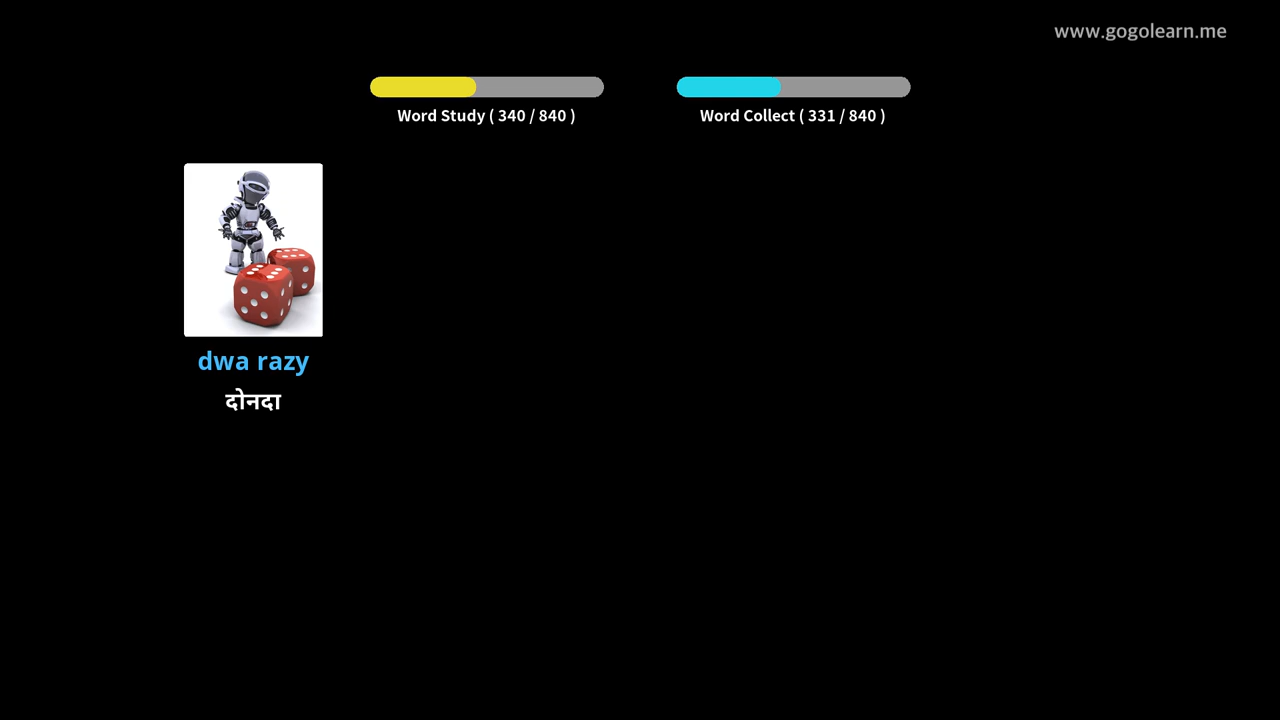 www.gogolearn.me
Word Study ( 340 / 840 )
Word Collect ( 331 / 840 )
dwa razy
दोनदा